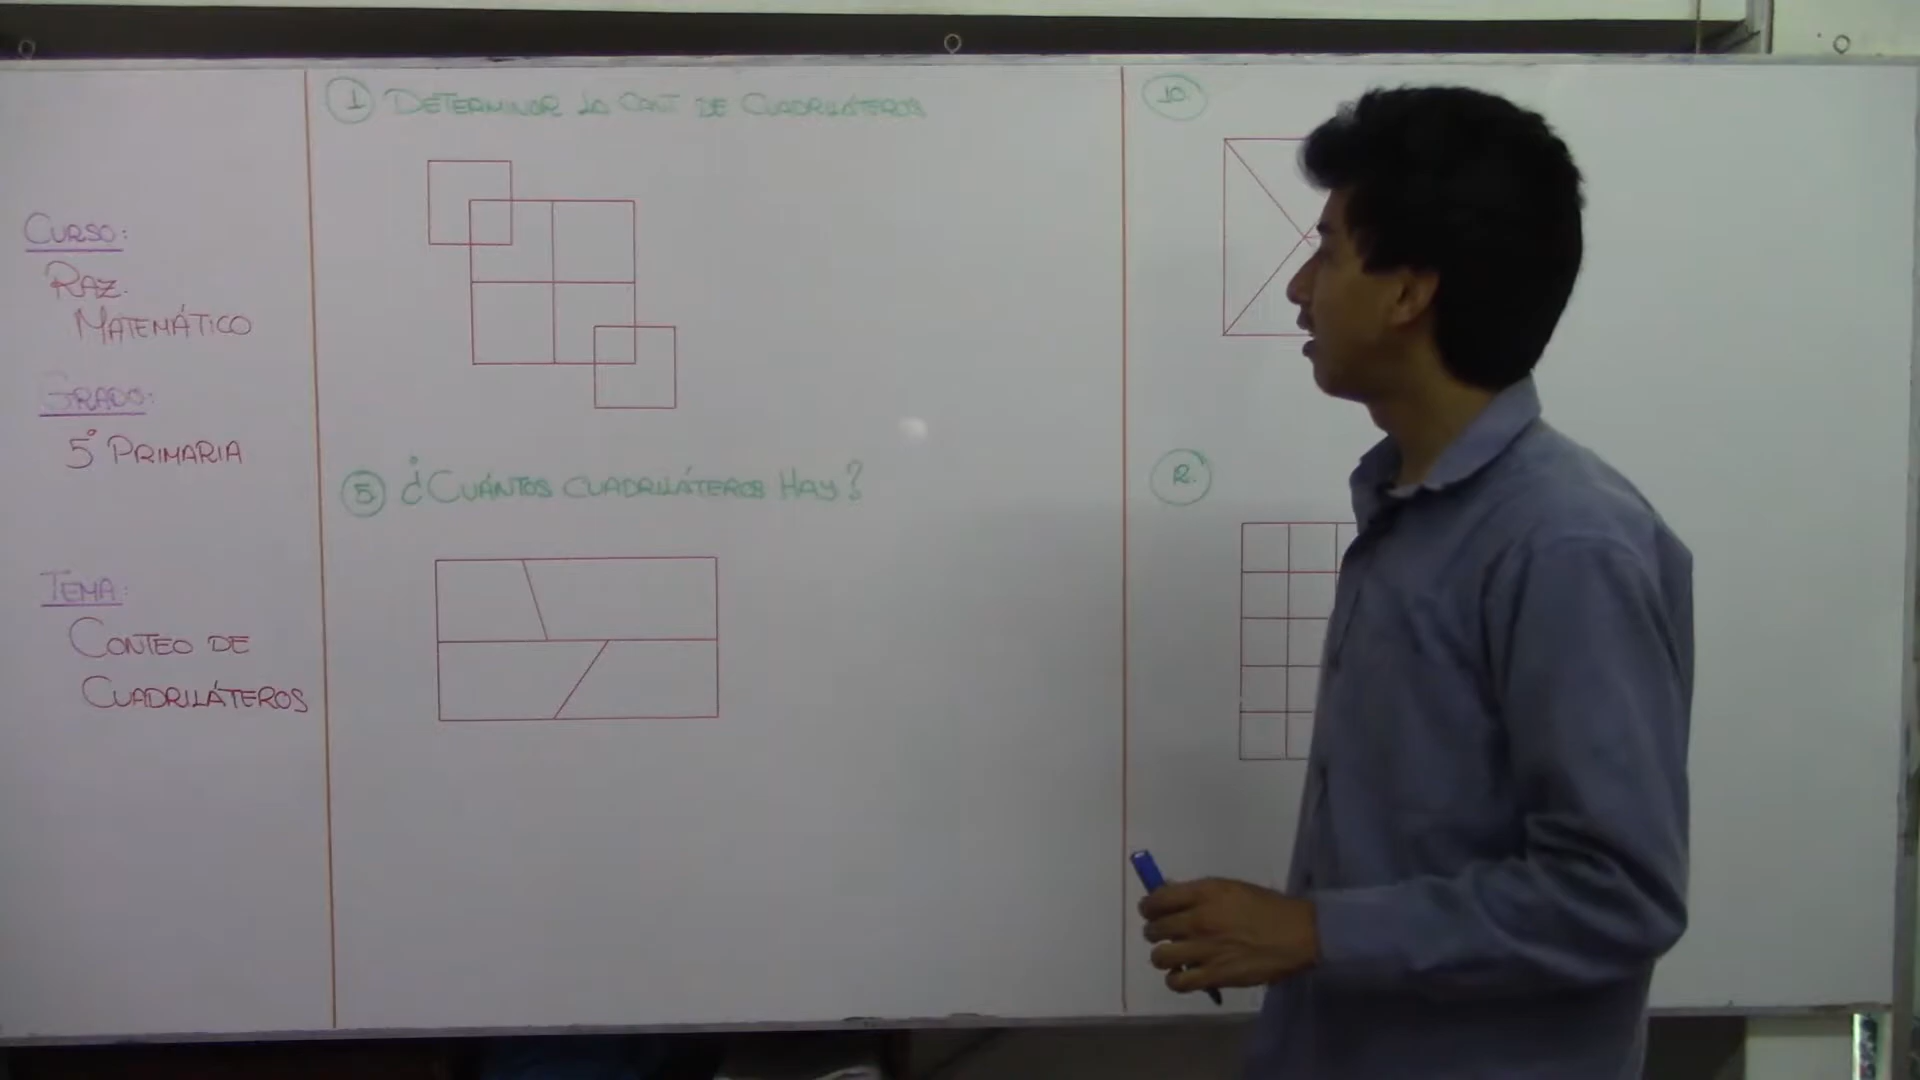 CURSO:
RAZ.
MATEMÁTICO
GRADO:
5° PRIMARIA
TEMA:
CONTEO DE
CUADRILÁTEROS
1 DETERMINAR LA CANT DE CUADRILÁTEROS
5. ¿CUÁNTOS CUADRILÁTEROS HAY?
10.
12.